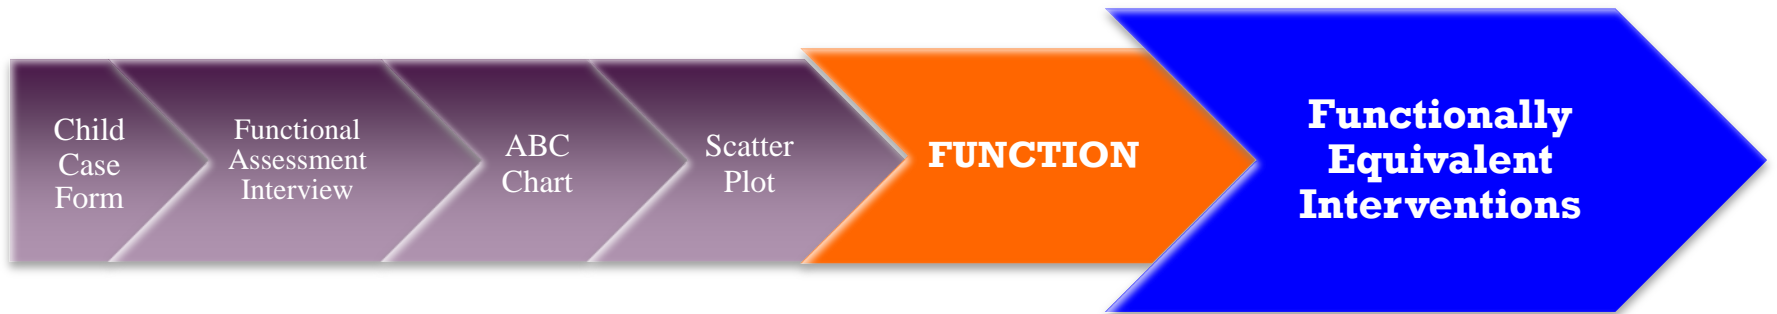 Child
Case
Form
Functional
Assessment
Interview
ABC
Chart
Scatter
Plot
FUNCTION
Functionally
Equivalent
Interventions